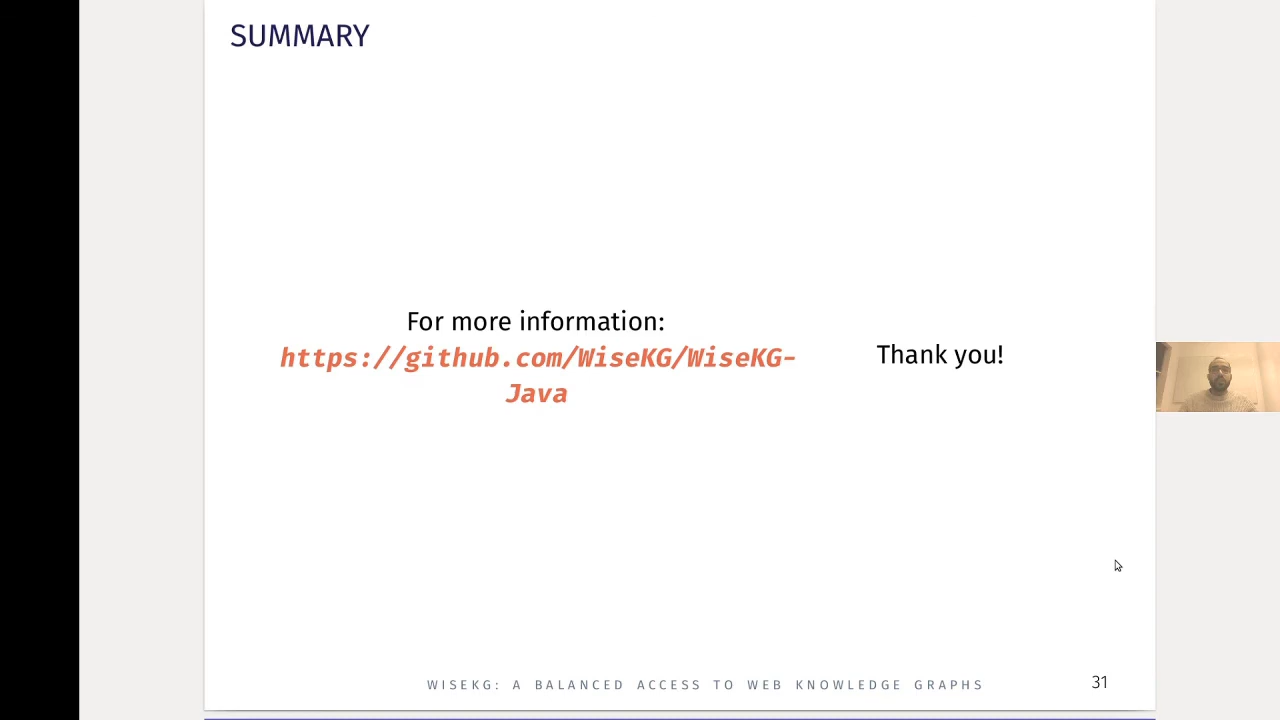 SUMMARY
For more information:
https://github.com/WiseKG/WiseKG-
Java
Thank you!
WISEKG: A BALANCED ACCESS TO WEB KNOWLEDGE GRAPHS
31